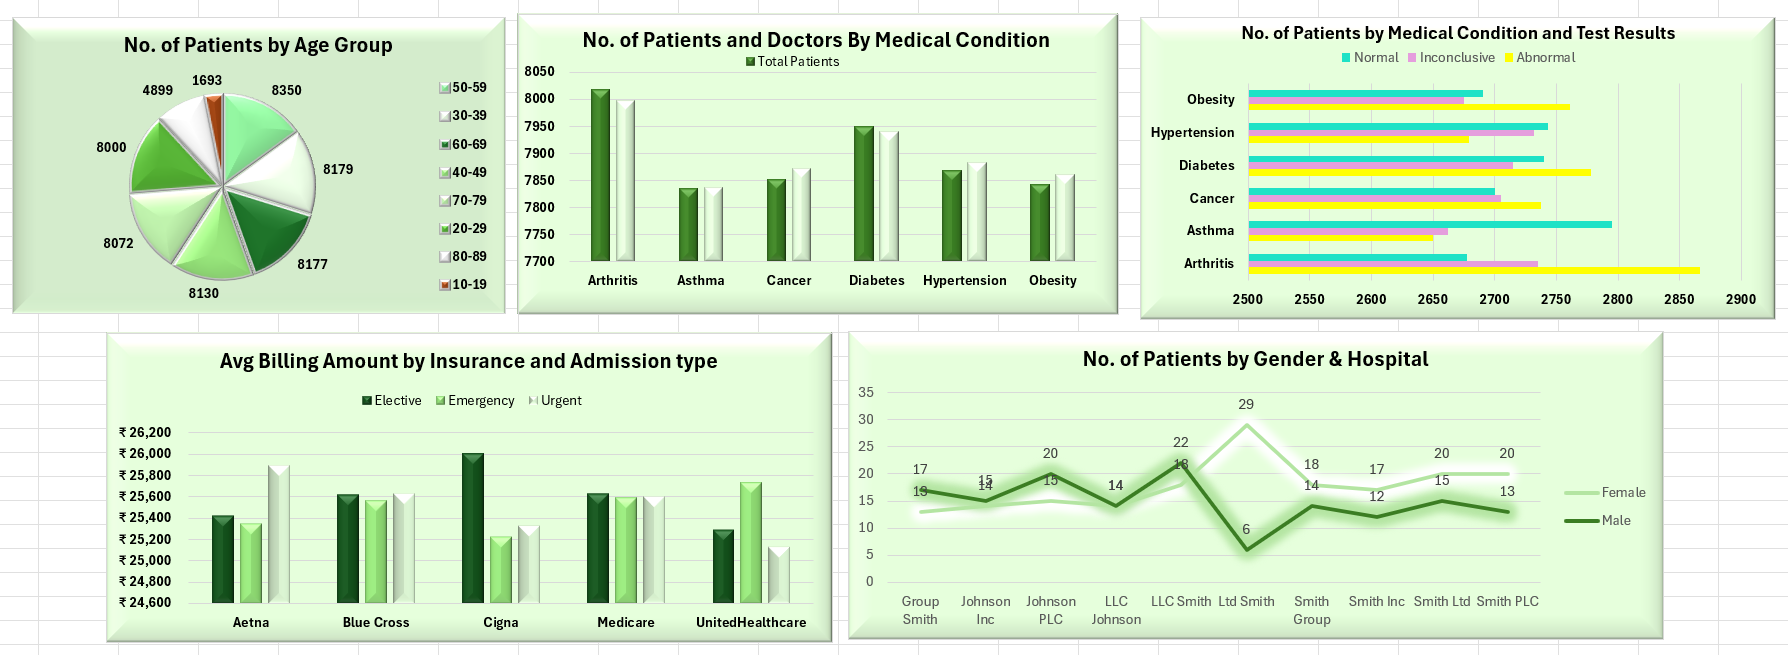 No. of Patients by Age Group
1693
4899
8350
8000
8179
8072
8177
8130
50-59
30-39
60-69
40-49
70-79
20-29
80-89
10-19
No. of Patients and Doctors By Medical Condition
Total Patients
8050
8000
7950
7900
7850
7800
7750
7700
Arthritis Asthma Cancer Diabetes Hypertension Obesity
No. of Patients by Medical Condition and Test Results
Normal Inconclusive Abnormal
Obesity
Hypertension
Diabetes
Cancer
Asthma
Arthritis
2500 2550 2600 2650 2700 2750 2800 2850 2900
Avg Billing Amount by Insurance and Admission type
Elective Emergency Urgent
₹ 26,200
₹ 26,000
₹ 25,800
₹ 25,600
₹ 25,400
₹ 25,200
₹ 25,000
₹ 24,800
₹ 24,600
Aetna Blue Cross Cigna Medicare UnitedHealthcare
No. of Patients by Gender & Hospital
35
30
25
20
15
10
5
0
17 15 20 14 22 6 14 12 15 13
13 14 15 14 18 29 18 17 20 20
Group Smith
Johnson Inc
Johnson PLC
LLC Johnson
LLC Smith
Ltd Smith
Smith Group
Smith Inc
Smith Ltd
Smith PLC
Female
Male